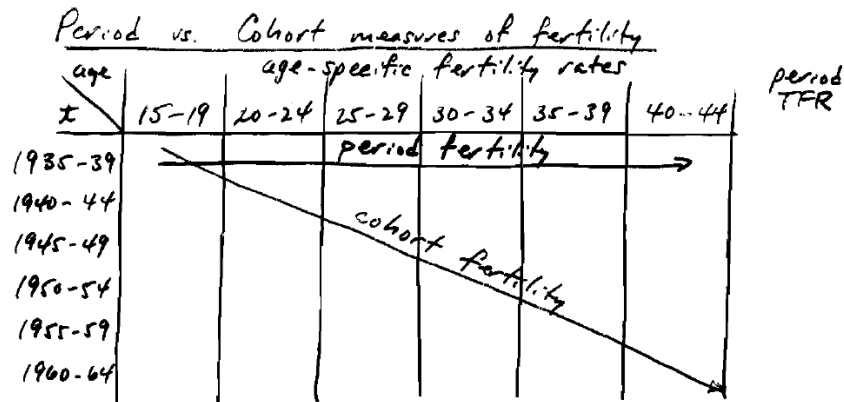 Period vs. Cohort measures of fertility
age age-specific fertility rates period
t 15-19 20-24 25-29 30-34 35-39 40-44 TFR
period fertility
1935-39
1940-44
cohort fertility
1945-49
1950-54
1955-59
1960-64